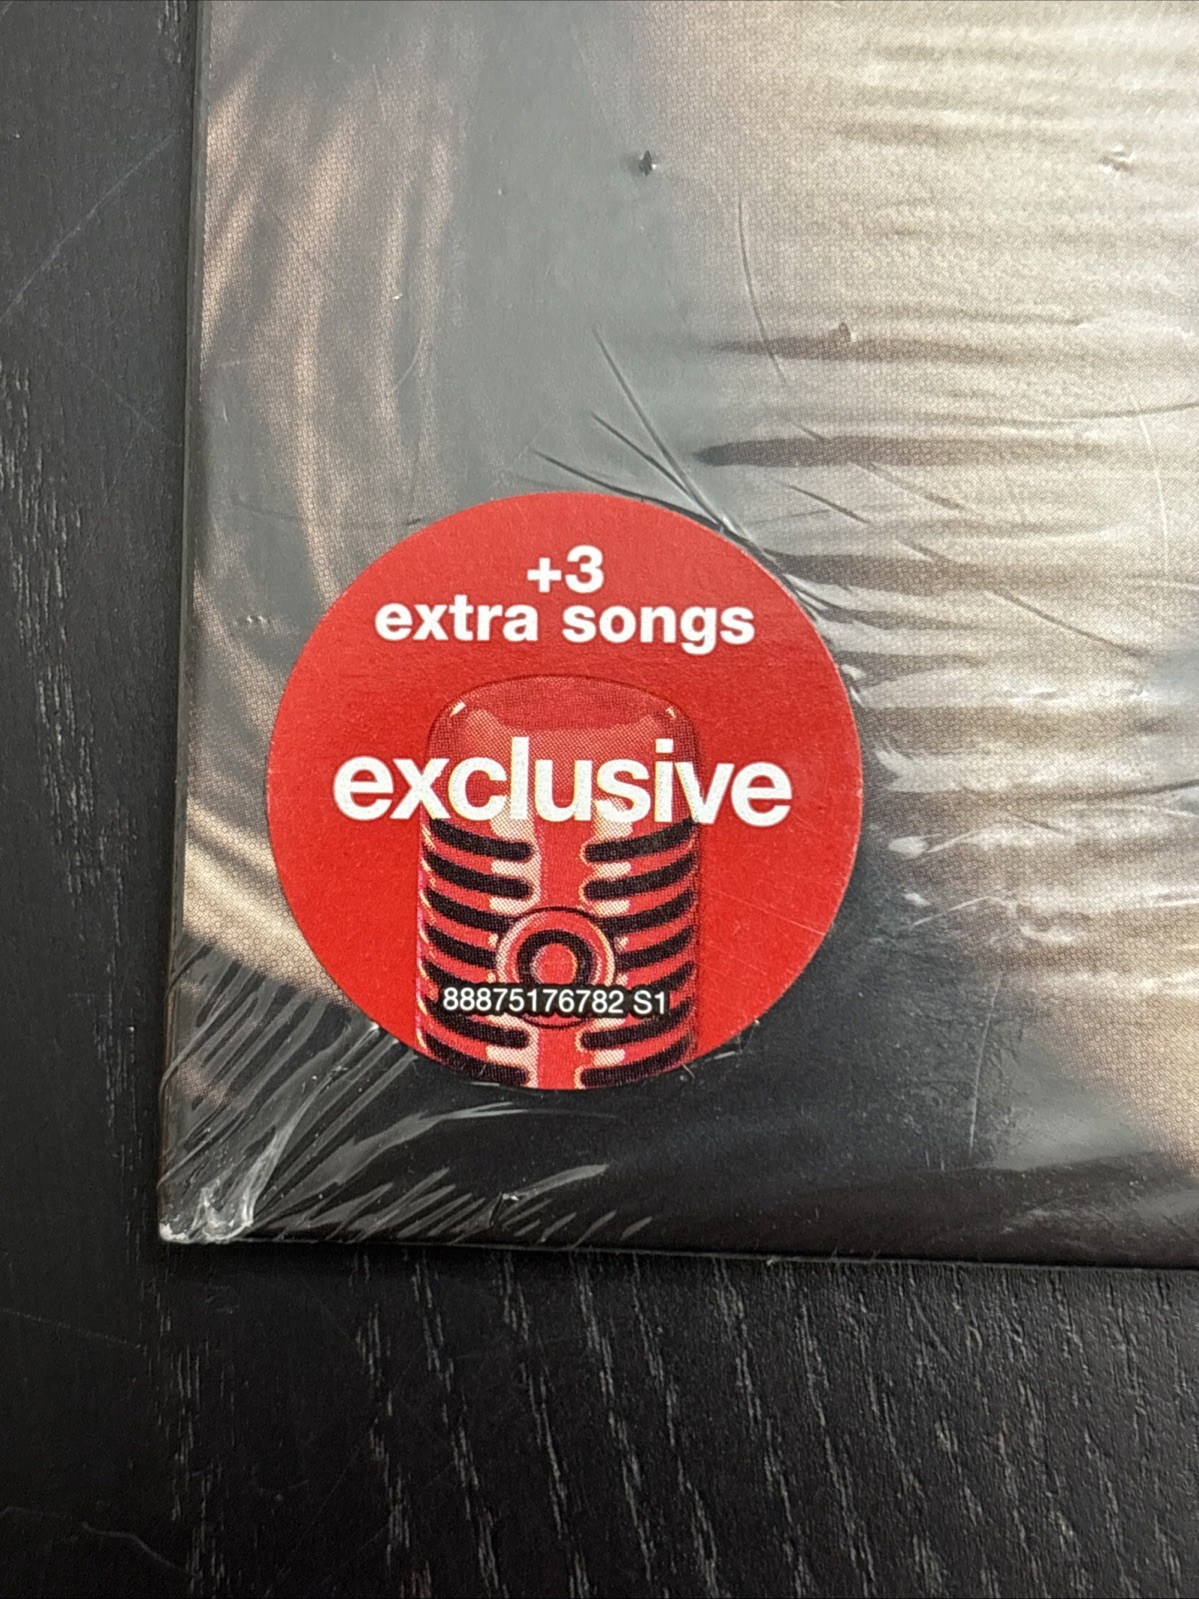 +3
extra songs
exclusive
88875176782 S1